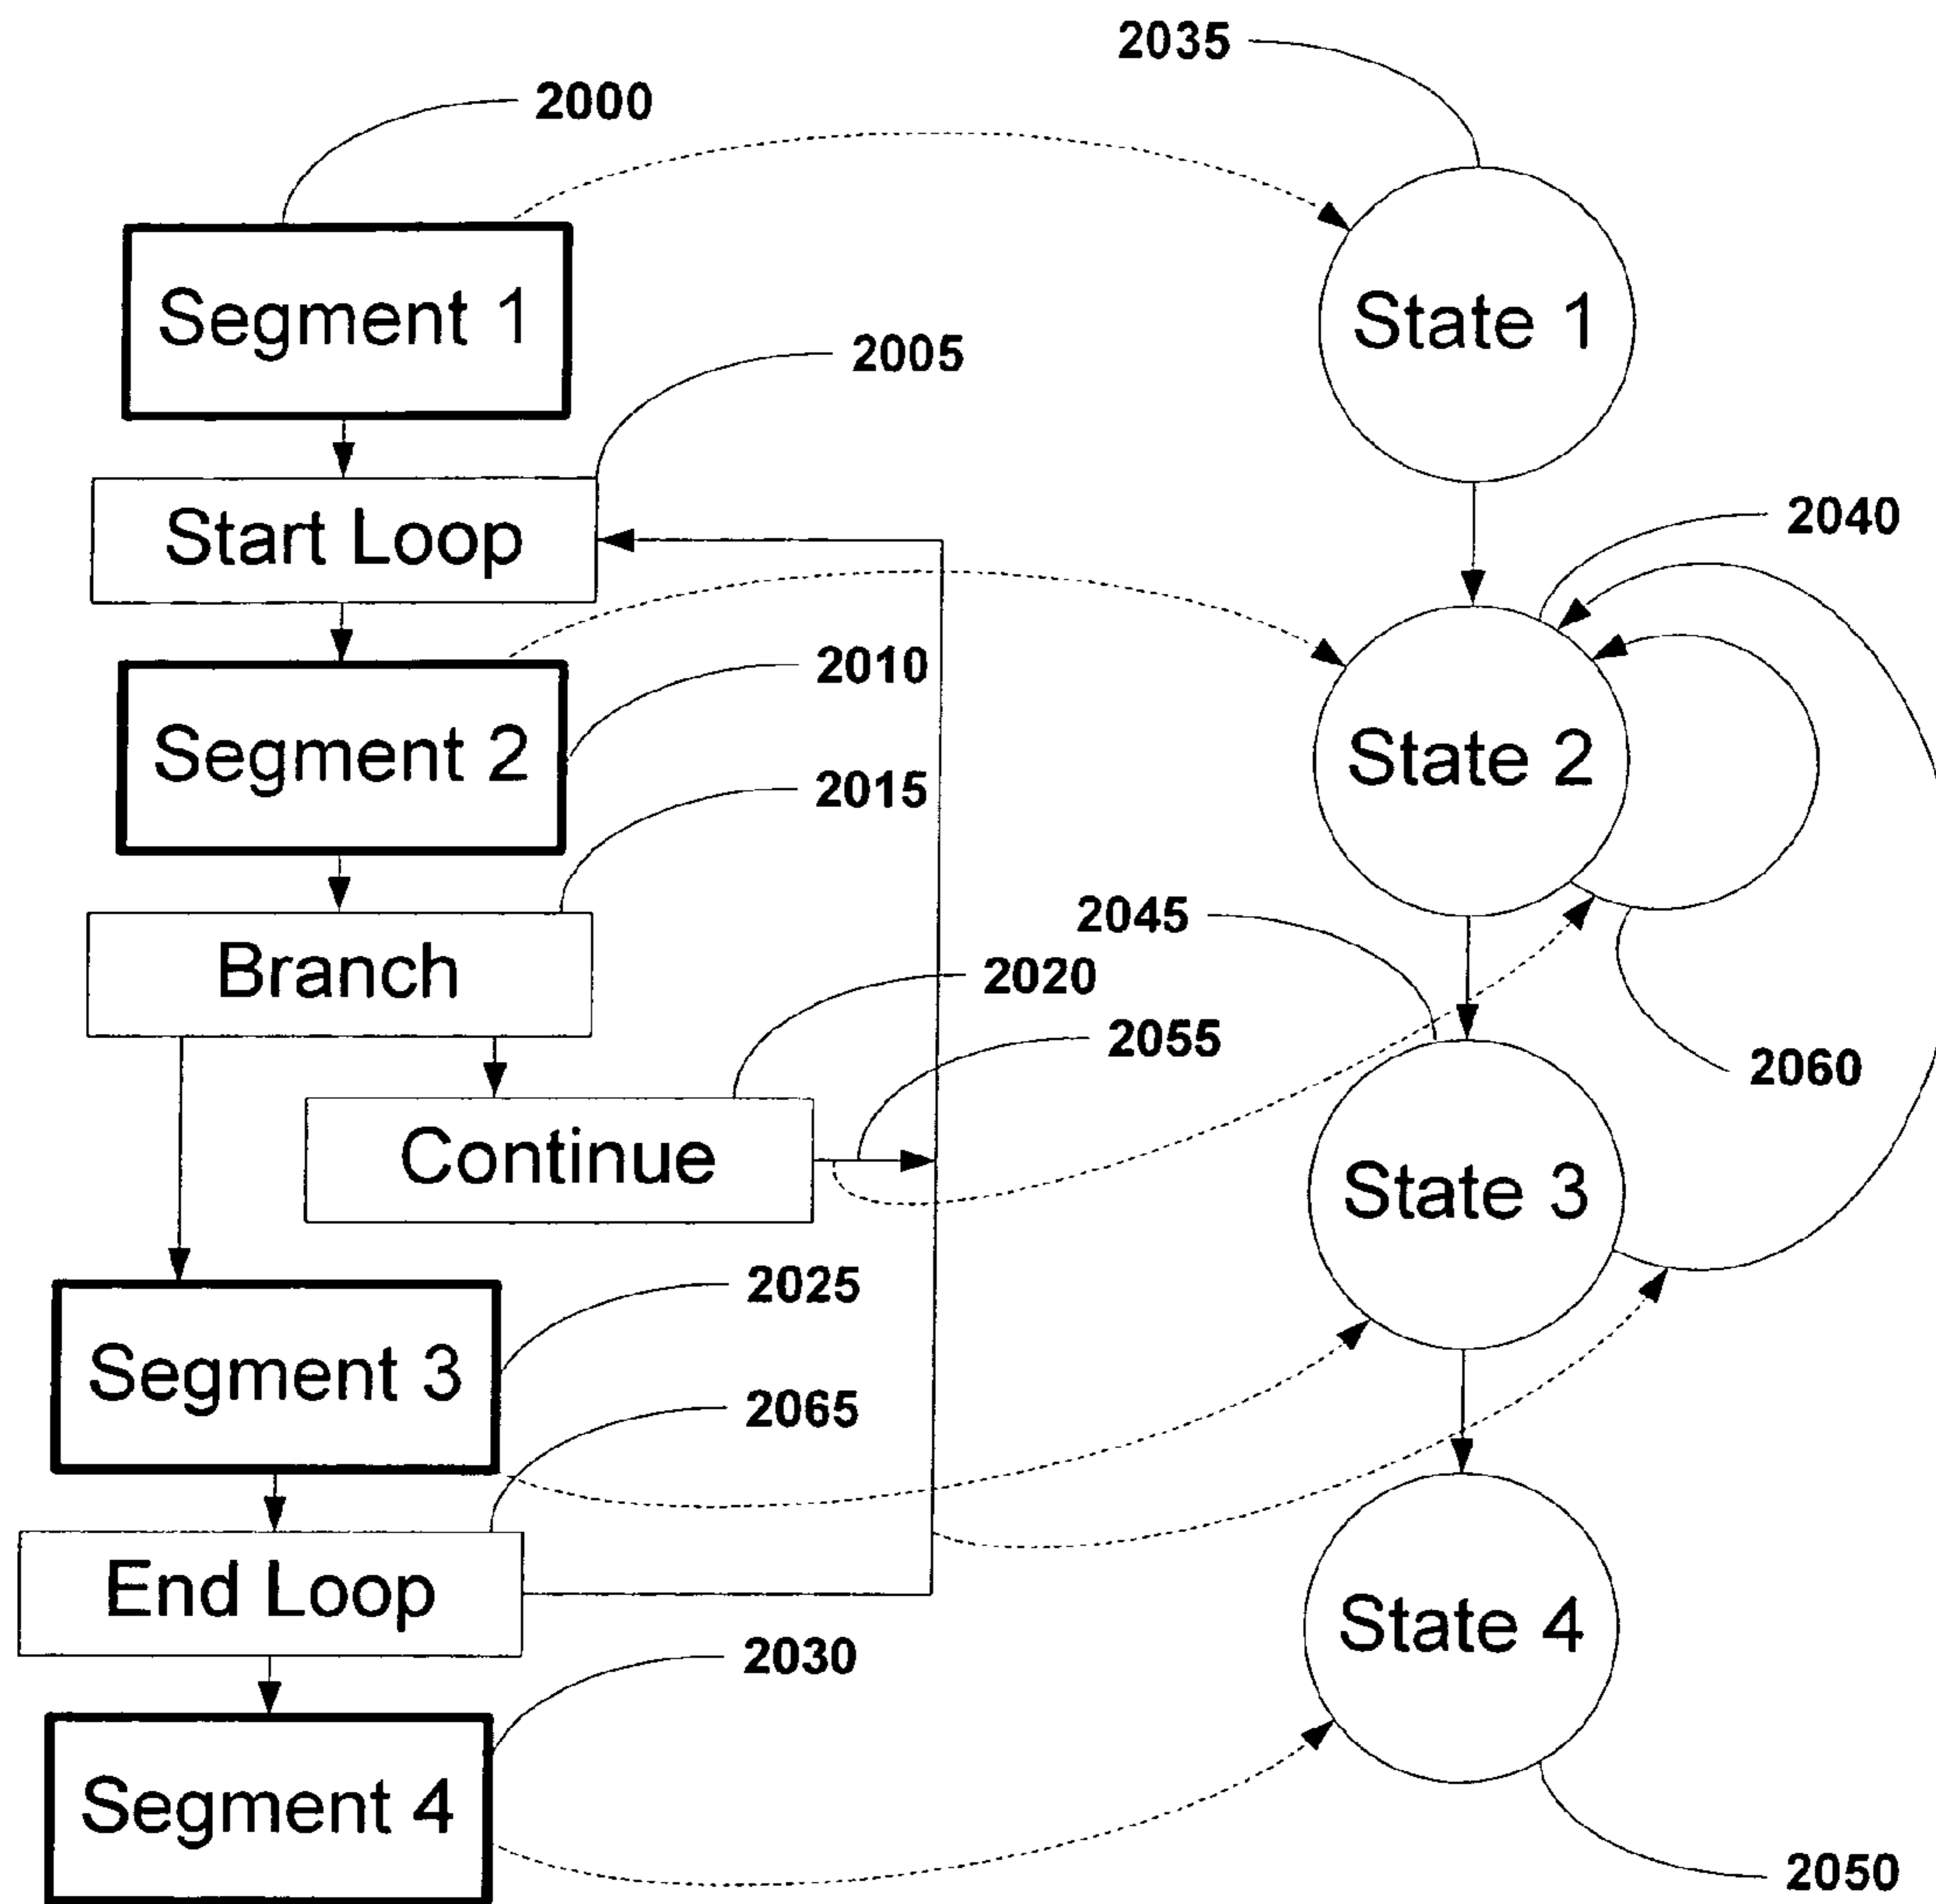 2035
2000
Segment 1
State 1
2005
Start Loop
2040
2010
Segment 2
State 2
2015
2045
Branch
2020
2055
2060
Continue
State 3
2025
Segment 3
2065
End Loop
State 4
2030
Segment 4
2050